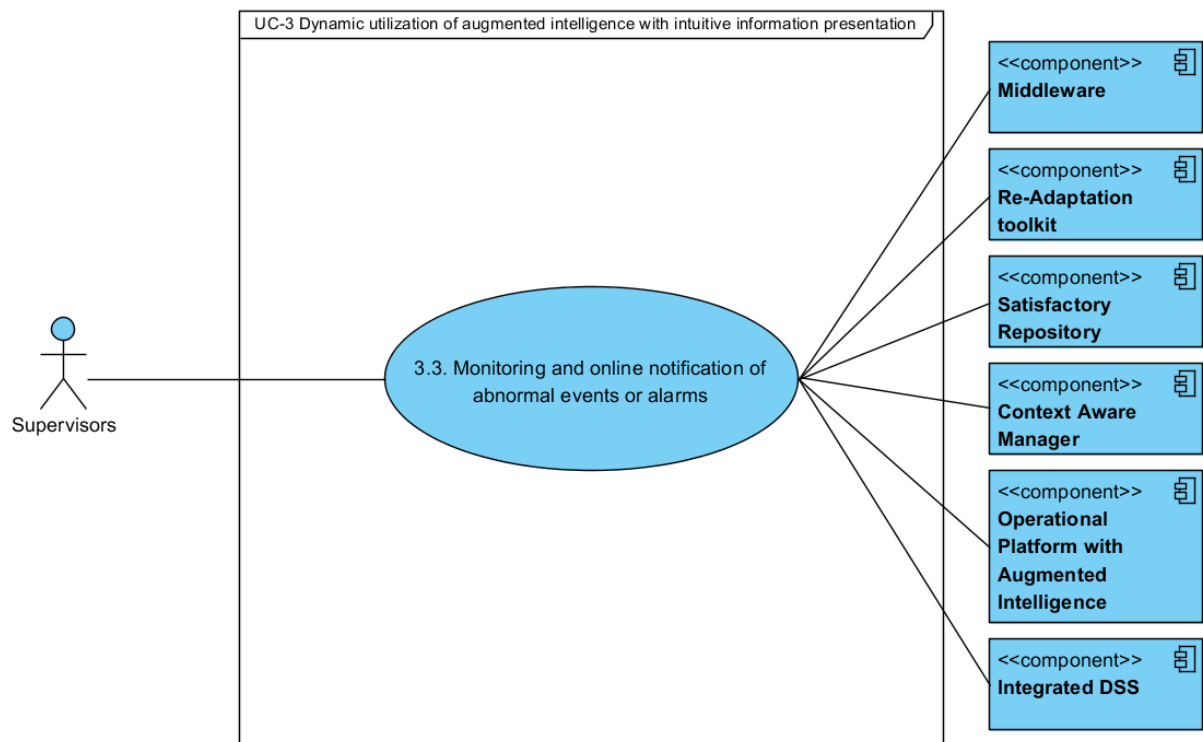 UC-3 Dynamic utilization of augmented intelligence with intuitive information presentation
<<component>>
Middleware
<<component>>
Re-Adaptation
toolkit
<<component>>
Satisfactory
Repository
3.3. Monitoring and online notification of
abnormal events or alarms
Supervisors
<<component>>
Context Aware
Manager
<<component>>
Operational
Platform with
Augmented
Intelligence
<<component>>
Integrated DSS